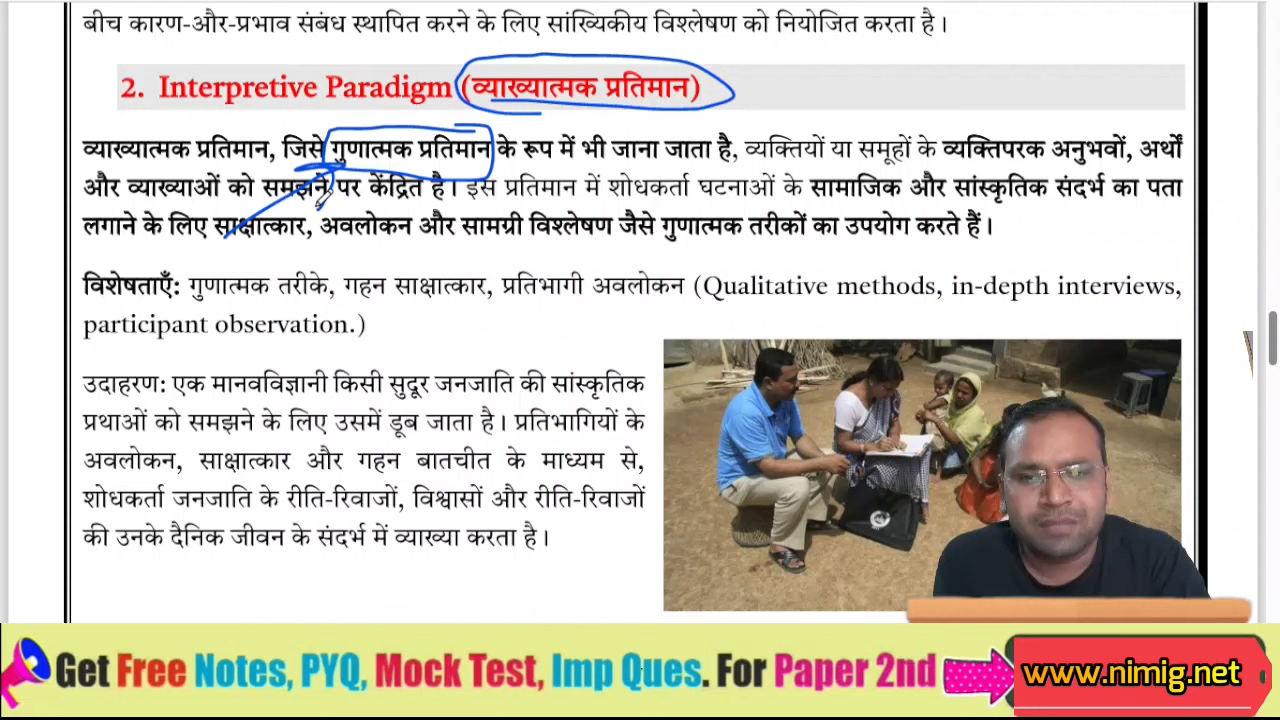 बीच कारण-और-प्रभाव संबंध स्थापित करने के लिए सांख्यिकीय विश्लेषण को नियोजित करता है।
2. Interpretive Paradigm (व्याख्यात्मक प्रतिमान)
व्याख्यात्मक प्रतिमान, जिसे गुणात्मक प्रतिमान के रूप में भी जाना जाता है, व्यक्तियों या समूहों के व्यक्तिपरक अनुभवों, अर्थों
और व्याख्याओं को समझने पर केंद्रित है। इस प्रतिमान में शोधकर्ता घटनाओं के सामाजिक और सांस्कृतिक संदर्भ का पता
लगाने के लिए साक्षात्कार, अवलोकन और सामग्री विश्लेषण जैसे गुणात्मक तरीकों का उपयोग करते हैं।
विशेषताएँ: गुणात्मक तरीके, गहन साक्षात्कार, प्रतिभागी अवलोकन (Qualitative methods, in-depth interviews,
participant observation.)
उदाहरण: एक मानवविज्ञानी किसी सुदूर जनजाति की सांस्कृतिक
प्रथाओं को समझने के लिए उसमें डूब जाता है। प्रतिभागियों के
अवलोकन, साक्षात्कार और गहन बातचीत के माध्यम से,
शोधकर्ता जनजाति के रीति-रिवाजों, विश्वासों और रीति-रिवाजों
की उनके दैनिक जीवन के संदर्भ में व्याख्या करता है।
Get Free Notes, PYQ, Mock Test, Imp Ques. For Paper 2nd
www.nimig.net